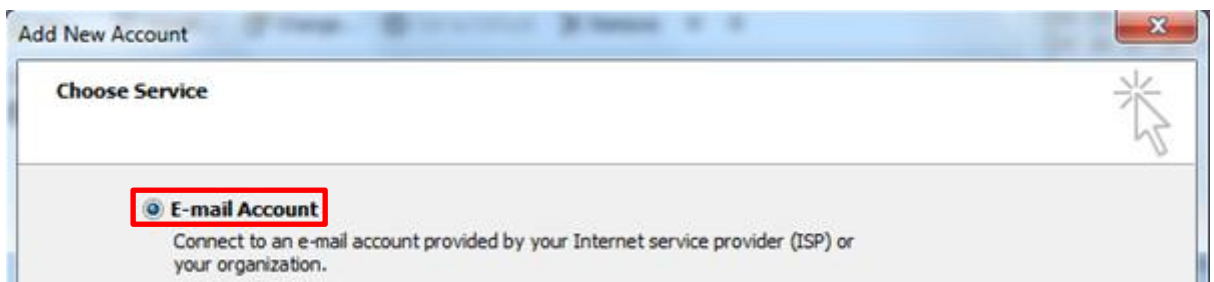 Add New Account
Choose Service
E-mail Account
Connect to an e-mail account provided by your Internet service provider (ISP) or
your organization.